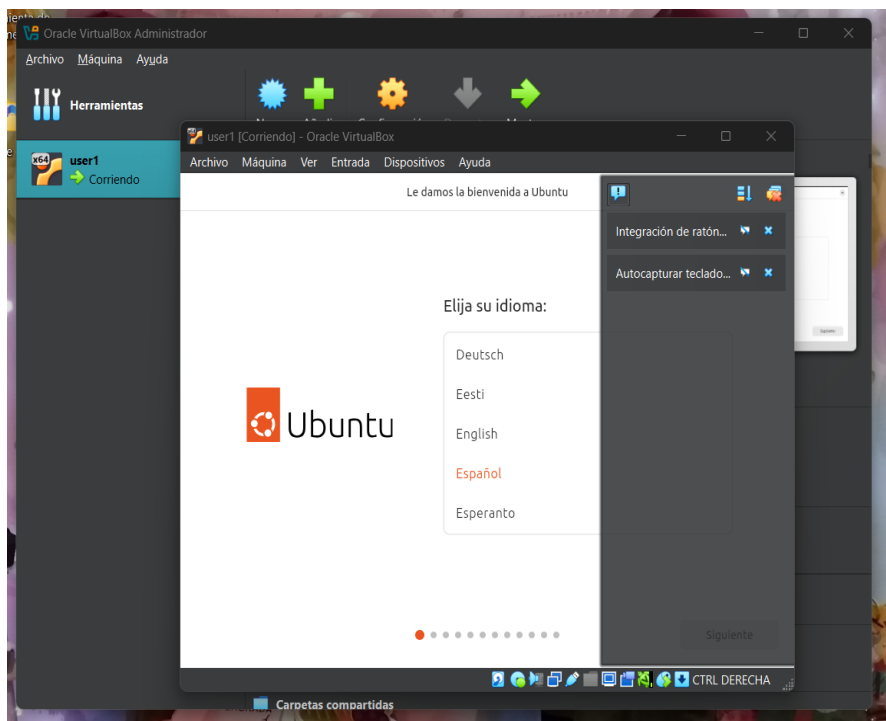 Oracle VirtualBox Administrador
Archivo Máquina Ayuda
Herramientas
user1
Corriendo
user1 [Corriendo] - Oracle VirtualBox
Archivo Máquina Ver Entrada Dispositivos Ayuda
Le damos la bienvenida a Ubuntu
Integración de ratón...
Autocapturar teclado...
Elija su idioma:
Deutsch
Eesti
English
Español
Esperanto
Ubuntu
Siguiente
CTRL DERECHA
Carpetas compartidas
x64